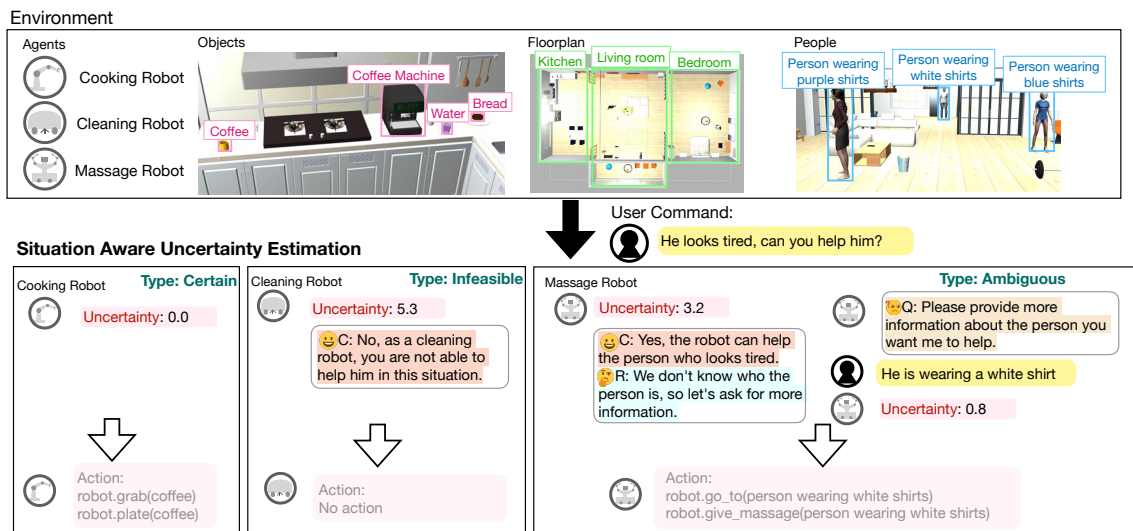 Environment
Agents
Cooking Robot
Cleaning Robot
Massage Robot
Objects
Coffee Machine
Water
Bread
Coffee
Floorplan
Kitchen
Living room
Bedroom
People
Person wearing
purple shirts
Person wearing
white shirts
Person wearing
blue shirts
User Command:
He looks tired, can you help him?
Situation Aware Uncertainty Estimation
Cooking Robot
Type: Certain
Uncertainty: 0.0
Action:
robot.grab(coffee)
robot.plate(coffee)
Cleaning Robot
Type: Infeasible
Uncertainty: 5.3
C: No, as a cleaning
robot, you are not able to
help him in this situation.
Action:
No action
Massage Robot
Type: Ambiguous
Uncertainty: 3.2
C: Yes, the robot can help
the person who looks tired.
R: We don't know who the
person is, so let's ask for more
information.
Q: Please provide more
information about the person you
want me to help.
He is wearing a white shirt
Uncertainty: 0.8
Action:
robot.go_to(person wearing white shirts)
robot.give_massage(person wearing white shirts)